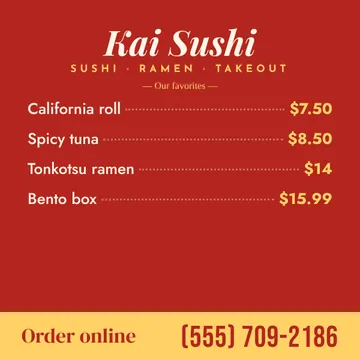 Kai Sushi
SUSHI · RAMEN · TAKEOUT
— Our favorites —
California roll $7.50
Spicy tuna $8.50
Tonkotsu ramen $14
Bento box $15.99
Order online (555) 709-2186